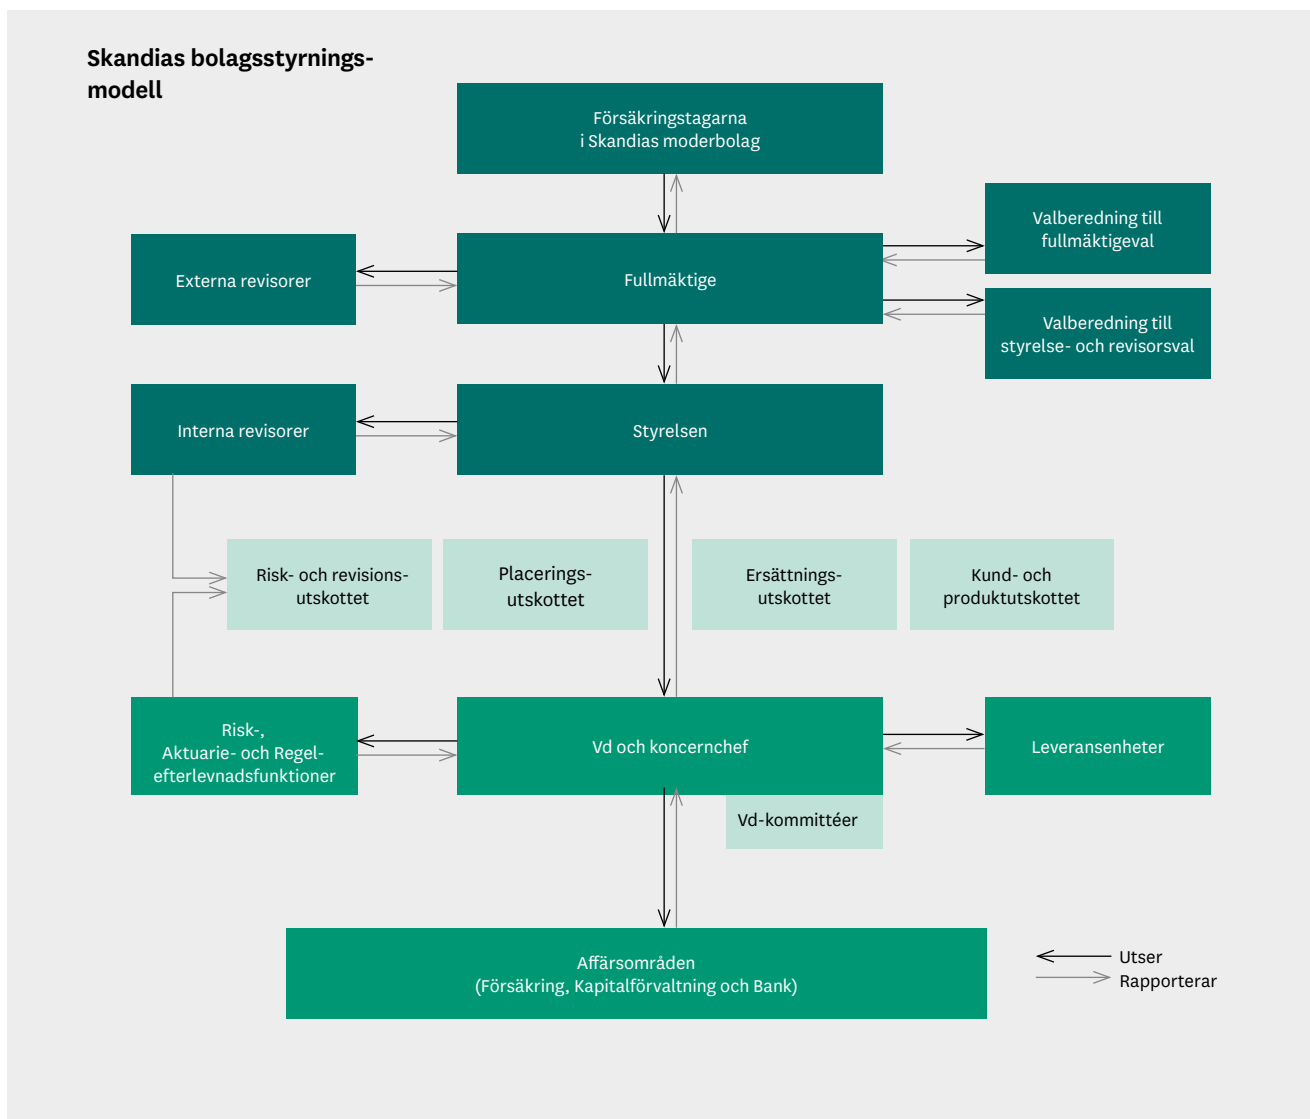 Skandias bolagsstyrnings-
modell
Försäkringstagarna
i Skandias moderbolag
Valberedning till
fullmäktigeval
Externa revisorer
Fullmäktige
Valberedning till
styrelse- och revisorsval
Interna revisorer
Styrelsen
Risk- och revisions-
utskottet
Placerings-
utskottet
Ersättnings-
utskottet
Kund- och
produktutskottet
Risk-,
Aktuarie- och Regel-
efterlevnadsfunktioner
Vd och koncernchef
Leveransenheter
Vd-kommittéer
Affärsområden
(Försäkring, Kapitalförvaltning och Bank)
Utser
Rapporterar